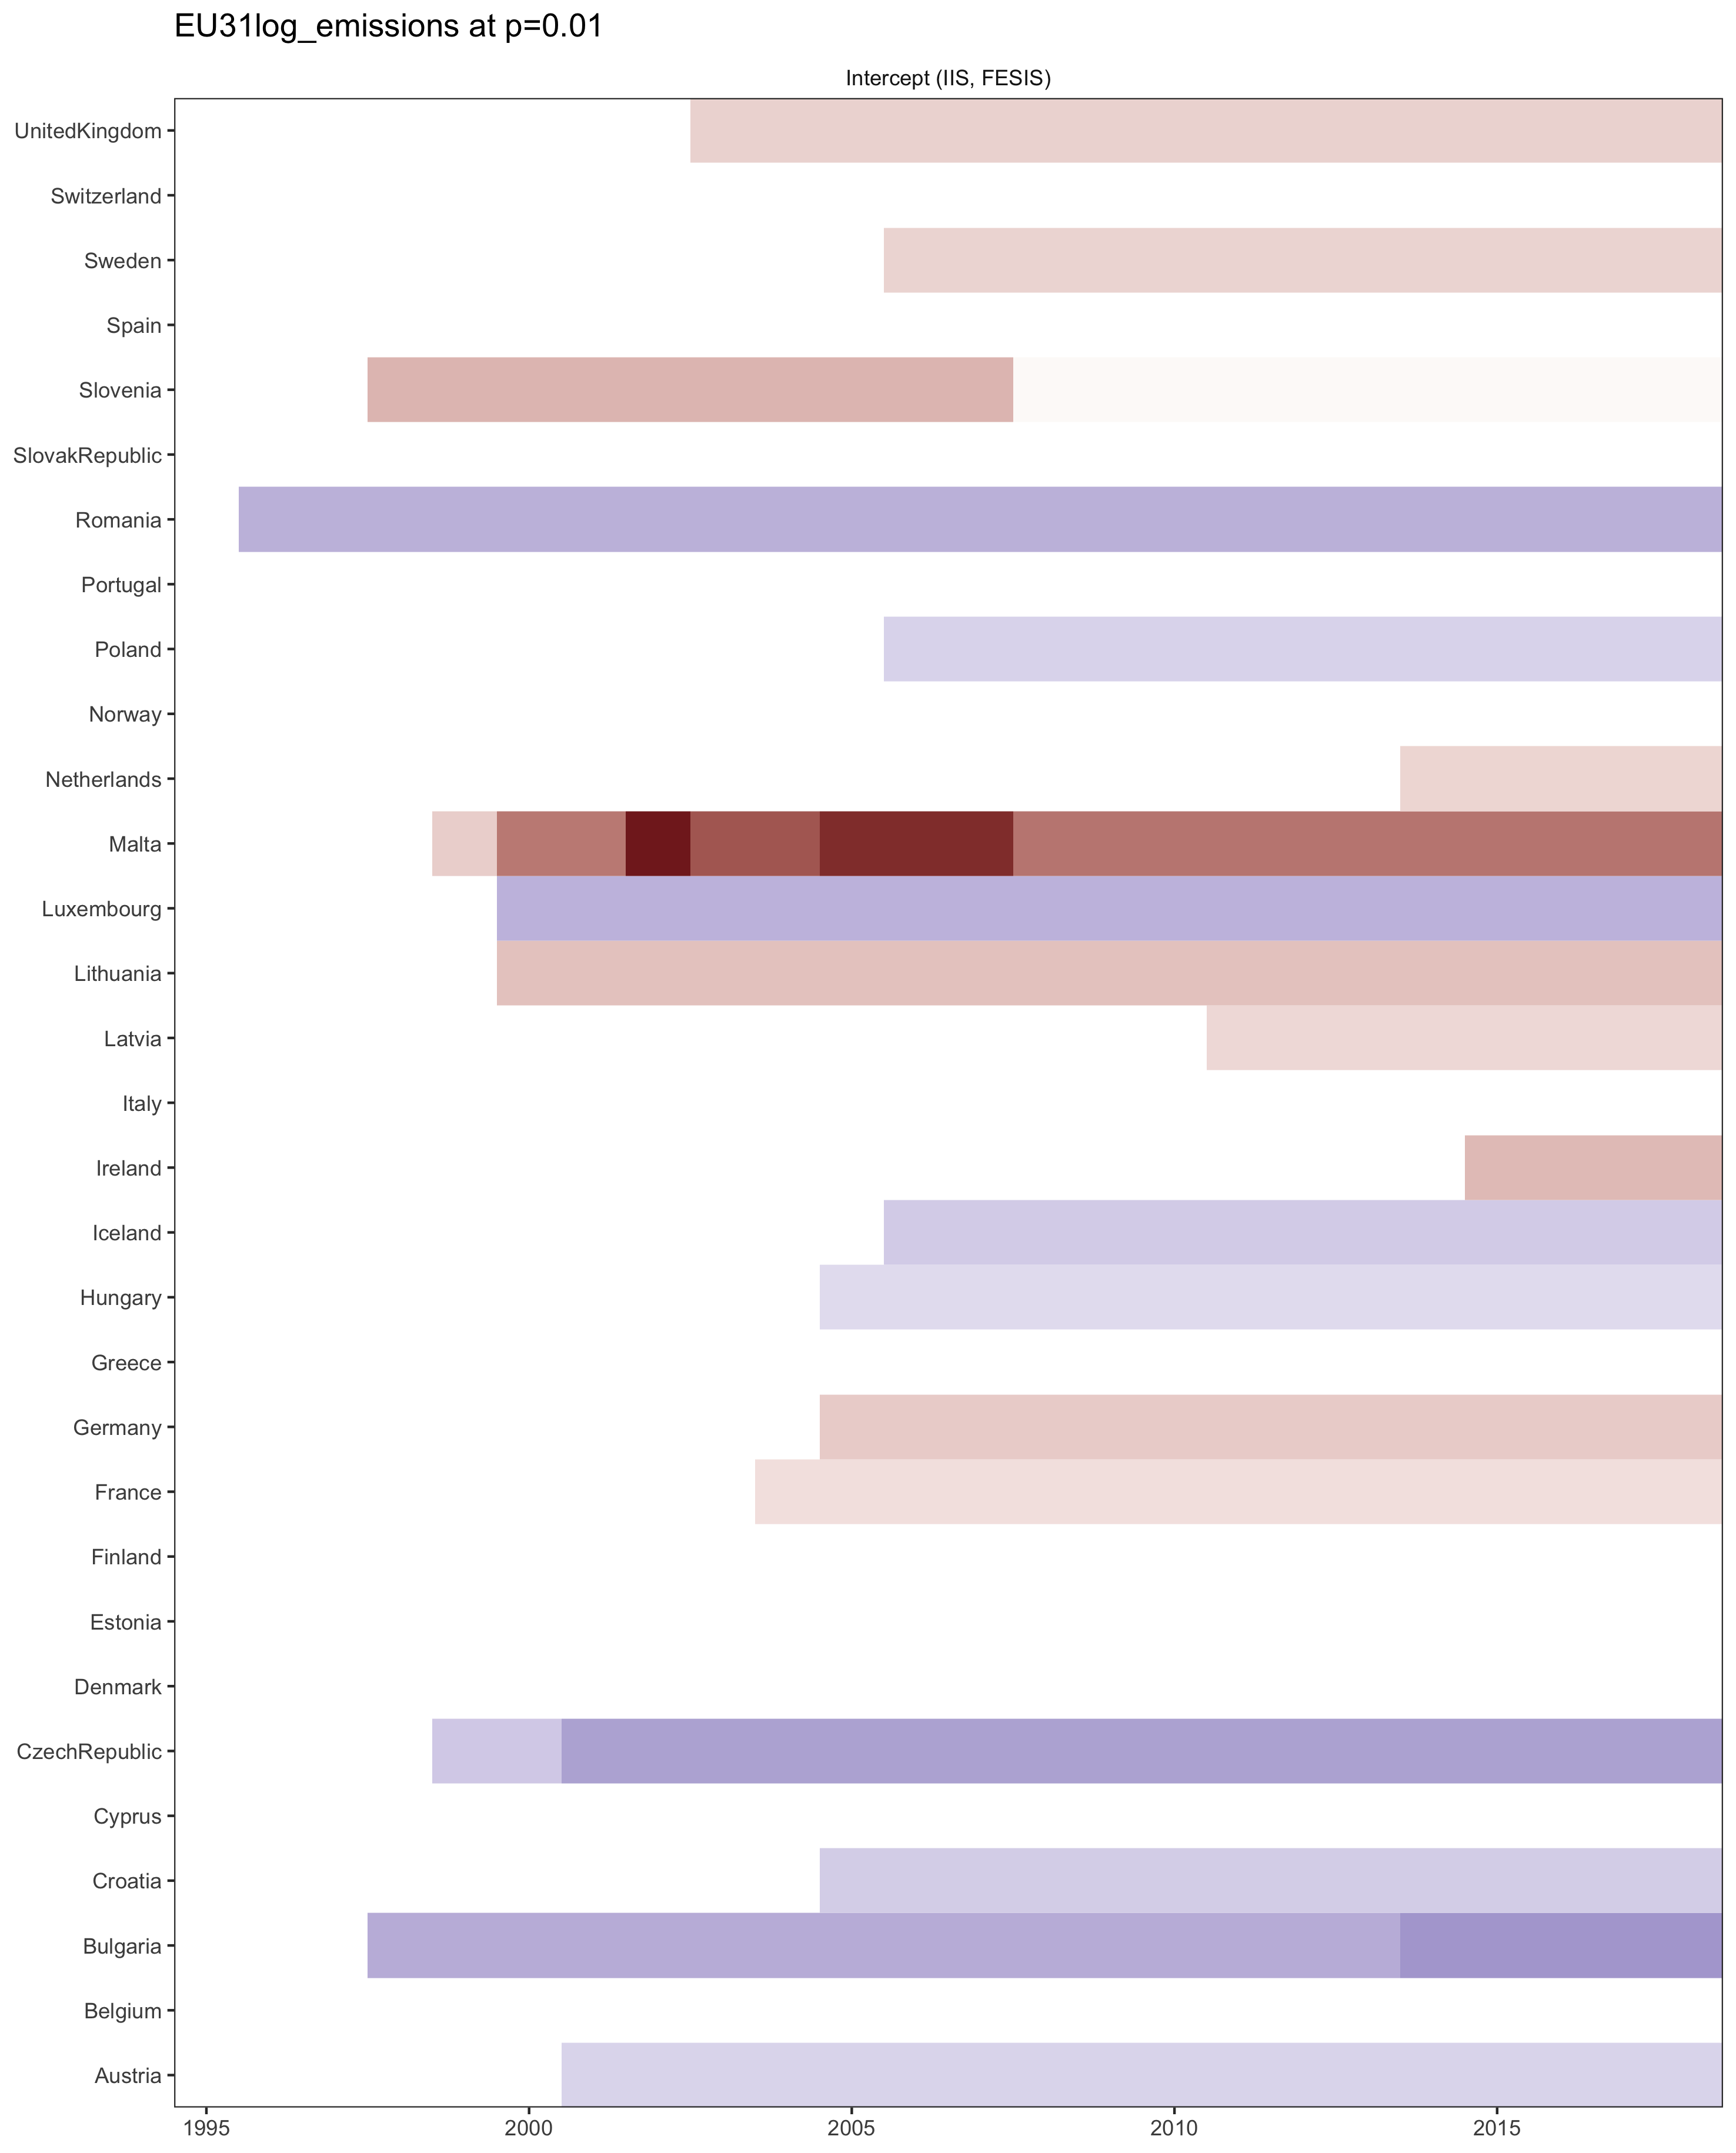 EU31log_emissions at p=0.01
Intercept (IIS, FESIS)
UnitedKingdom
Switzerland
Sweden
Spain
Slovenia
SlovakRepublic
Romania
Portugal
Poland
Norway
Netherlands
Malta
Luxembourg
Lithuania
Latvia
Italy
Ireland
Iceland
Hungary
Greece
Germany
France
Finland
Estonia
Denmark
CzechRepublic
Cyprus
Croatia
Bulgaria
Belgium
Austria
1995 2000 2005 2010 2015